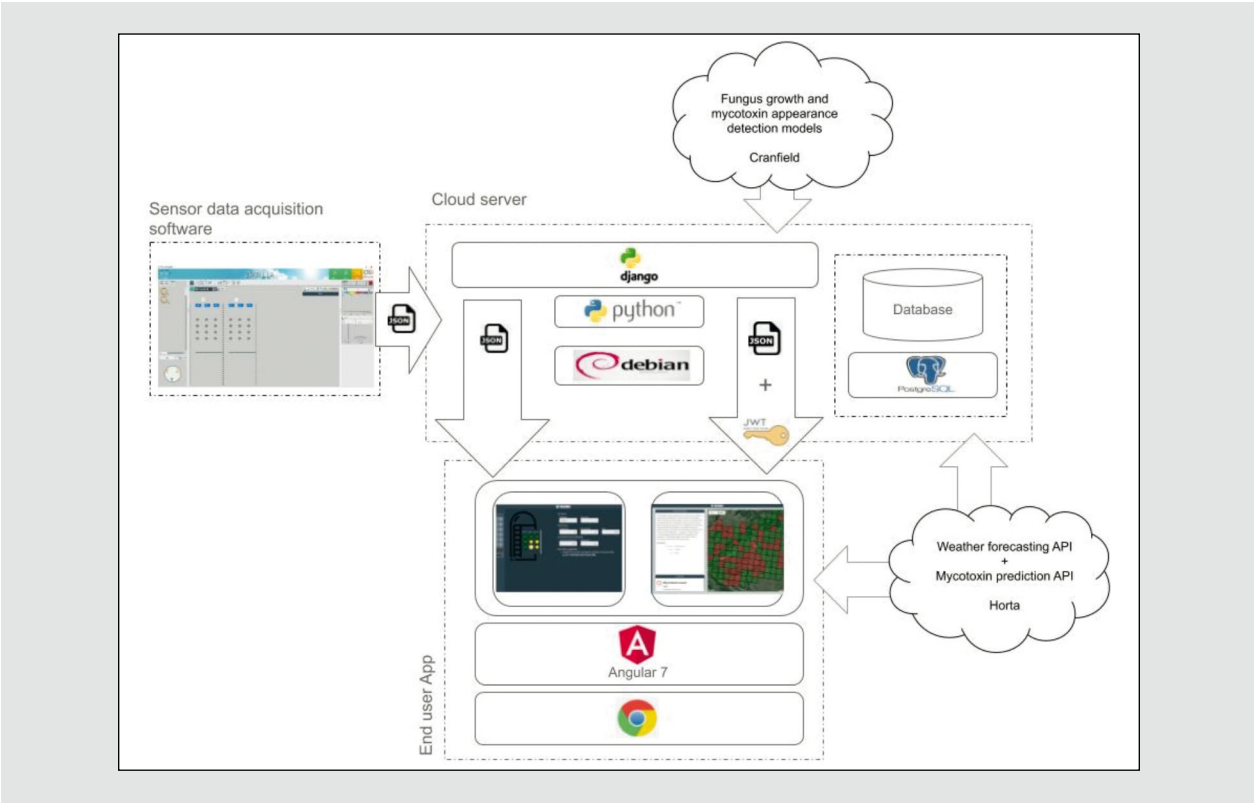 Fungus growth and
mycotoxin appearance
detection models
Cranfield
Cloud server
Sensor data acquisition
software
django
JSON
python
JSON
JSON
debian
+
JWT
Database
PostgreSQL
Weather forecasting API
+
Mycotoxin prediction API
Horta
Angular 7
End user App